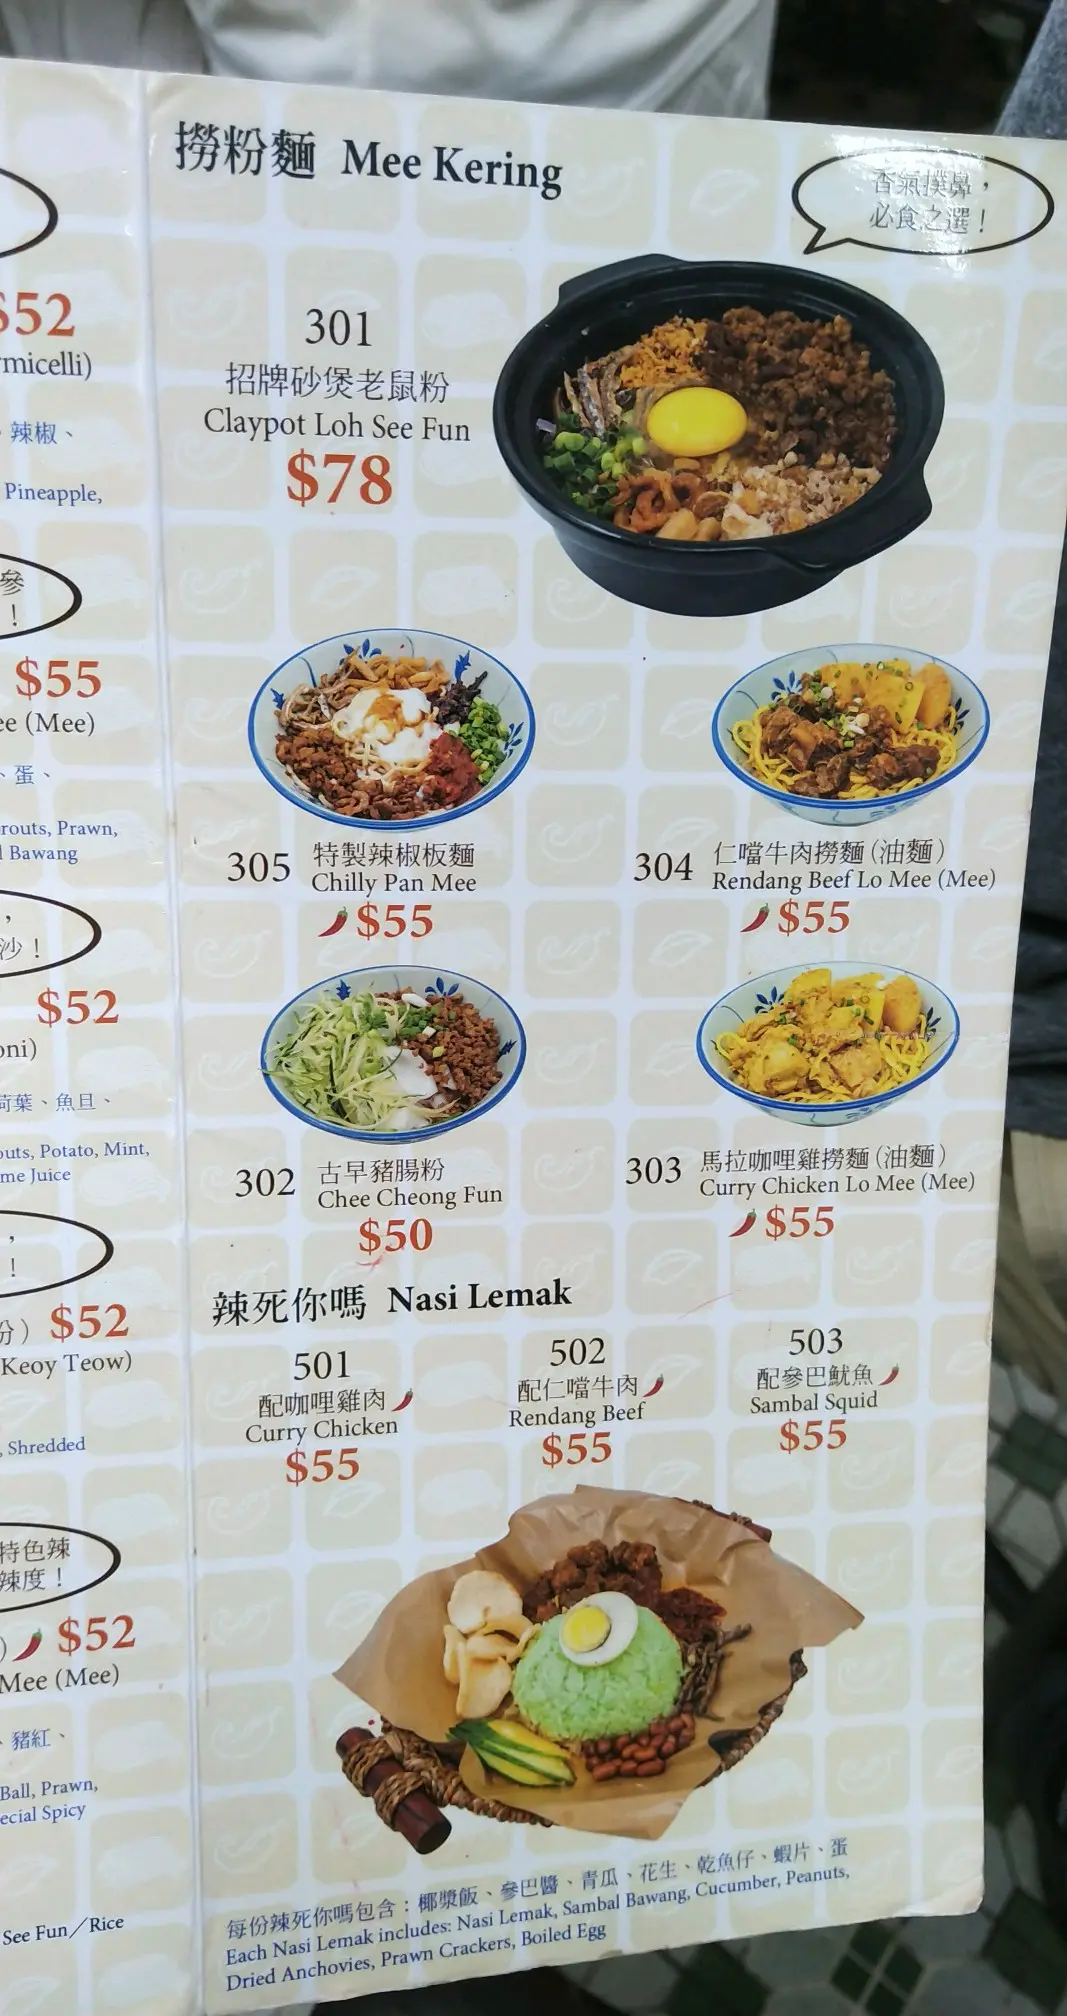 $52
rmicelli)
、辣椒、
Pineapple,
參
！
$55
ee (Mee)
、蛋、
routs, Prawn,
l Bawang
，
沙！
$52
oni)
荷葉、魚旦、
outs, Potato, Mint,
me Juice
，
！
粉） $52
Keoy Teow)
, Shredded
特色辣
辣度！
) $52
Mee (Mee)
、豬紅、
Ball, Prawn,
ecial Spicy
See Fun／Rice
撈粉麵 Mee Kering
香氣撲鼻，
必食之選！
301
招牌砂煲老鼠粉
Claypot Loh See Fun
$78
305 特製辣椒板麵
Chilly Pan Mee
$55
304 仁噹牛肉撈麵（油麵）
Rendang Beef Lo Mee (Mee)
$55
302 古早豬腸粉
Chee Cheong Fun
$50
303 馬拉咖哩雞撈麵（油麵）
Curry Chicken Lo Mee (Mee)
$55
辣死你嗎 Nasi Lemak
501
配咖哩雞肉
Curry Chicken
$55
502
配仁噹牛肉
Rendang Beef
$55
503
配參巴魷魚
Sambal Squid
$55
每份辣死你嗎包含：椰漿飯、參巴醬、青瓜、花生、乾魚仔、蝦片、蛋
Each Nasi Lemak includes: Nasi Lemak, Sambal Bawang, Cucumber, Peanuts,
Dried Anchovies, Prawn Crackers, Boiled Egg